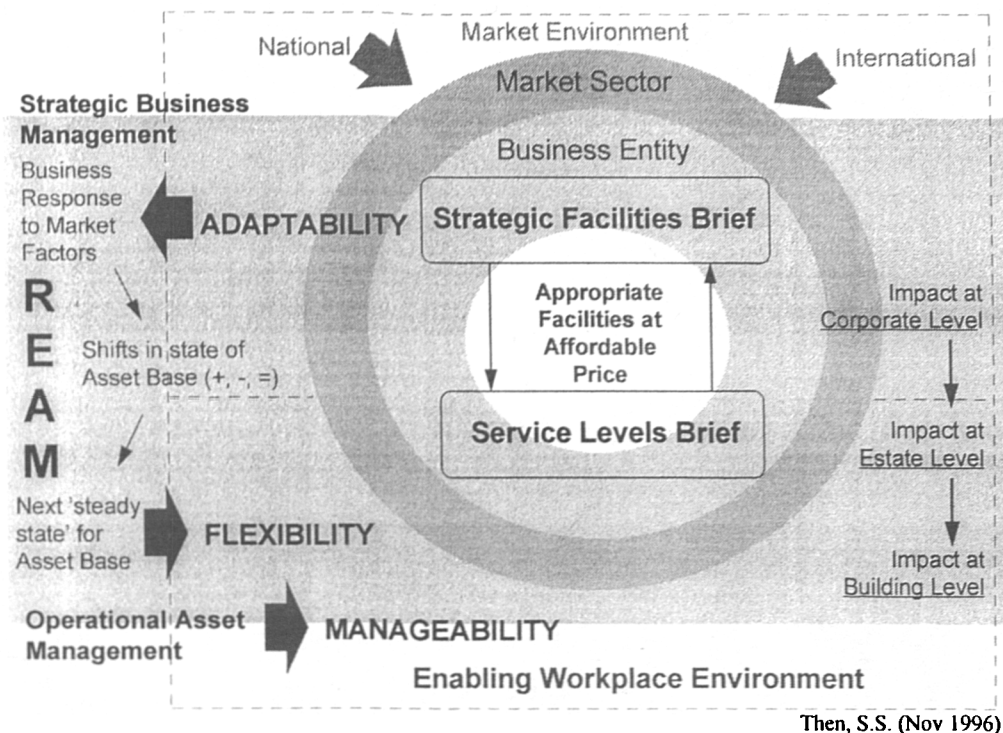 Market Environment
National
International
Market Sector
Strategic Business
Management
Business Entity
Business
Response
to Market
Factors
ADAPTABILITY
Strategic Facilities Brief
R
E
A
M
Appropriate
Facilities at
Affordable
Price
Impact at
Corporate Level
Shifts in state of
Asset Base (+, -, =)
Service Levels Brief
Impact at
Estate Level
Next 'steady
state' for
Asset Base
FLEXIBILITY
Impact at
Building Level
Operational Asset
Management
MANAGEABILITY
Enabling Workplace Environment
Then, S.S. (Nov 1996)